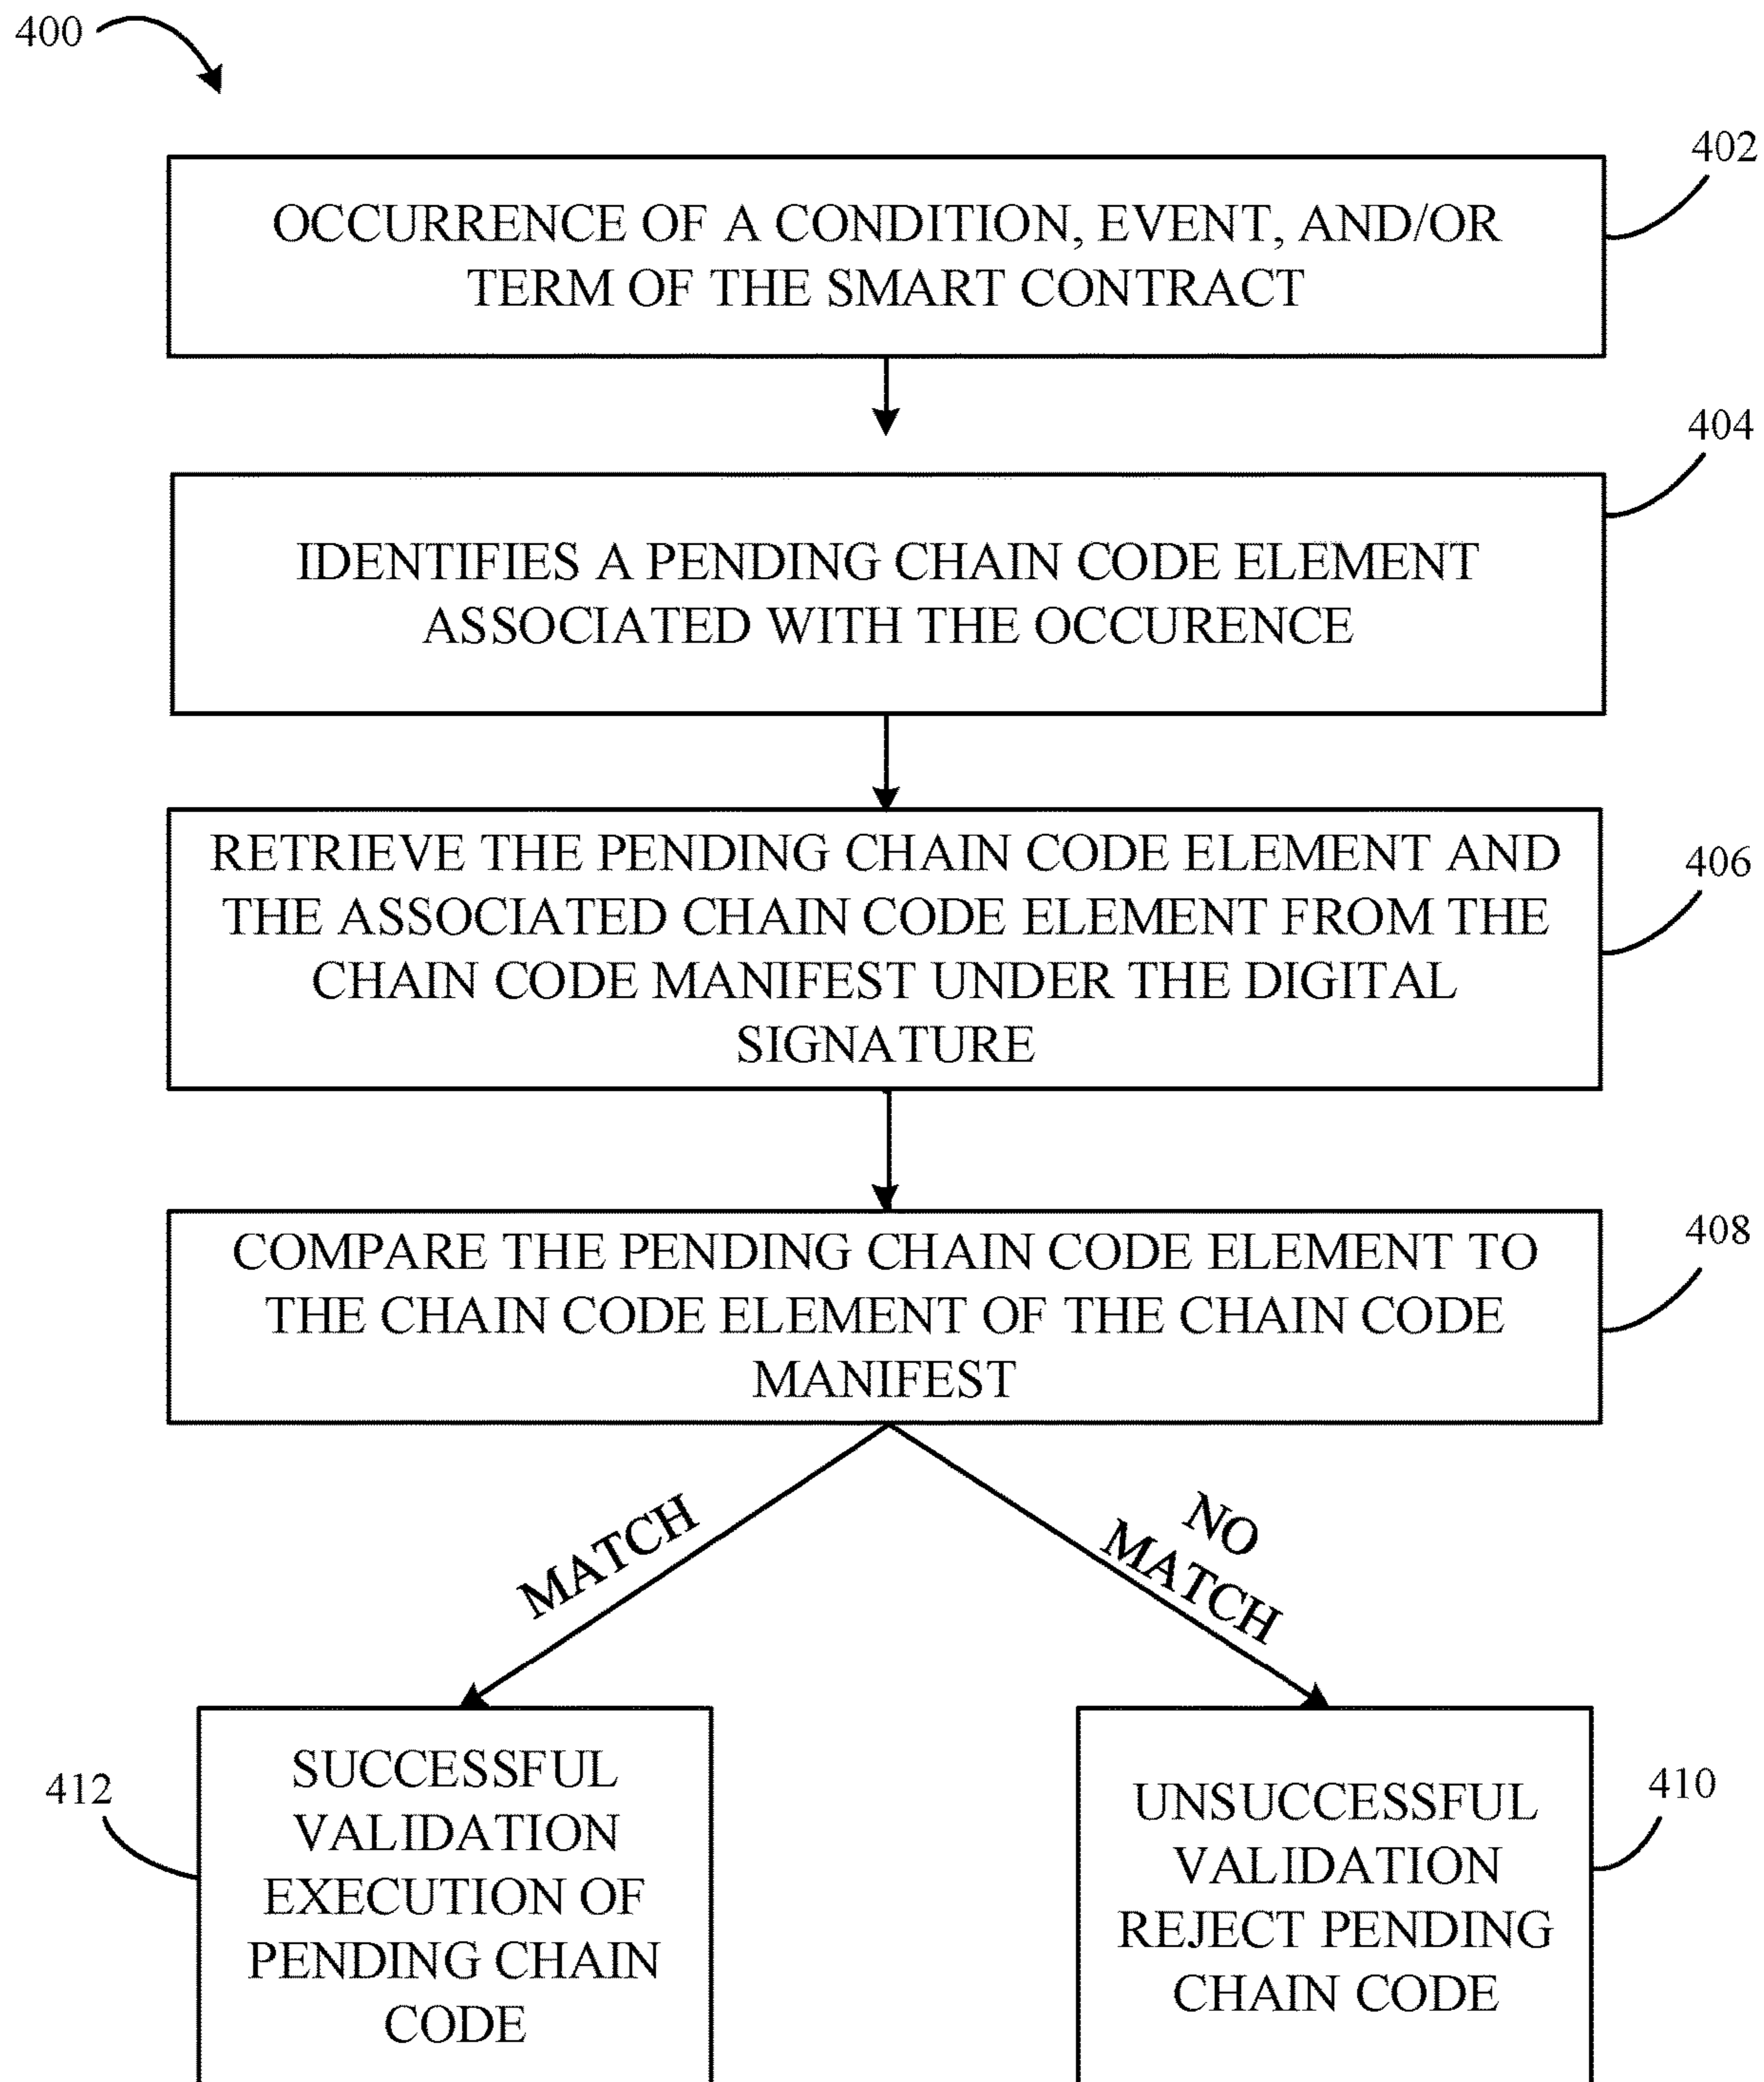 400
402
OCCURRENCE OF A CONDITION, EVENT, AND/OR
TERM OF THE SMART CONTRACT
404
IDENTIFIES A PENDING CHAIN CODE ELEMENT
ASSOCIATED WITH THE OCCURENCE
406
RETRIEVE THE PENDING CHAIN CODE ELEMENT AND
THE ASSOCIATED CHAIN CODE ELEMENT FROM THE
CHAIN CODE MANIFEST UNDER THE DIGITAL
SIGNATURE
408
COMPARE THE PENDING CHAIN CODE ELEMENT TO
THE CHAIN CODE ELEMENT OF THE CHAIN CODE
MANIFEST
MATCH
NO
MATCH
412
SUCCESSFUL
VALIDATION
EXECUTION OF
PENDING CHAIN
CODE
410
UNSUCCESSFUL
VALIDATION
REJECT PENDING
CHAIN CODE